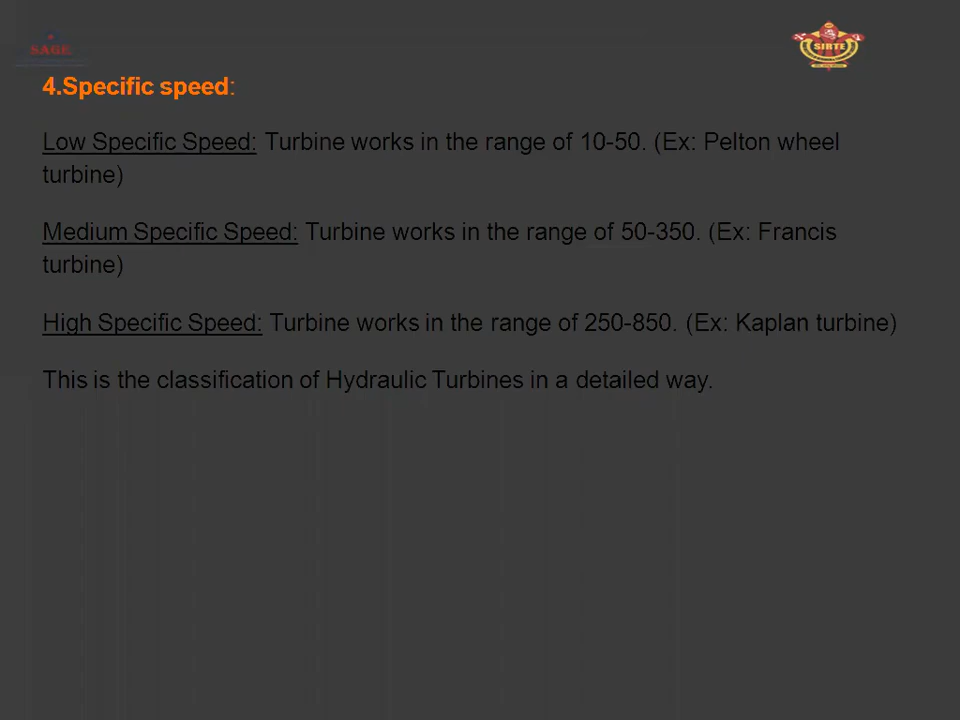 SAGE
SIRTE
4.Specific speed:
Low Specific Speed: Turbine works in the range of 10-50. (Ex: Pelton wheel
turbine)
Medium Specific Speed: Turbine works in the range of 50-350. (Ex: Francis
turbine)
High Specific Speed: Turbine works in the range of 250-850. (Ex: Kaplan turbine)
This is the classification of Hydraulic Turbines in a detailed way.